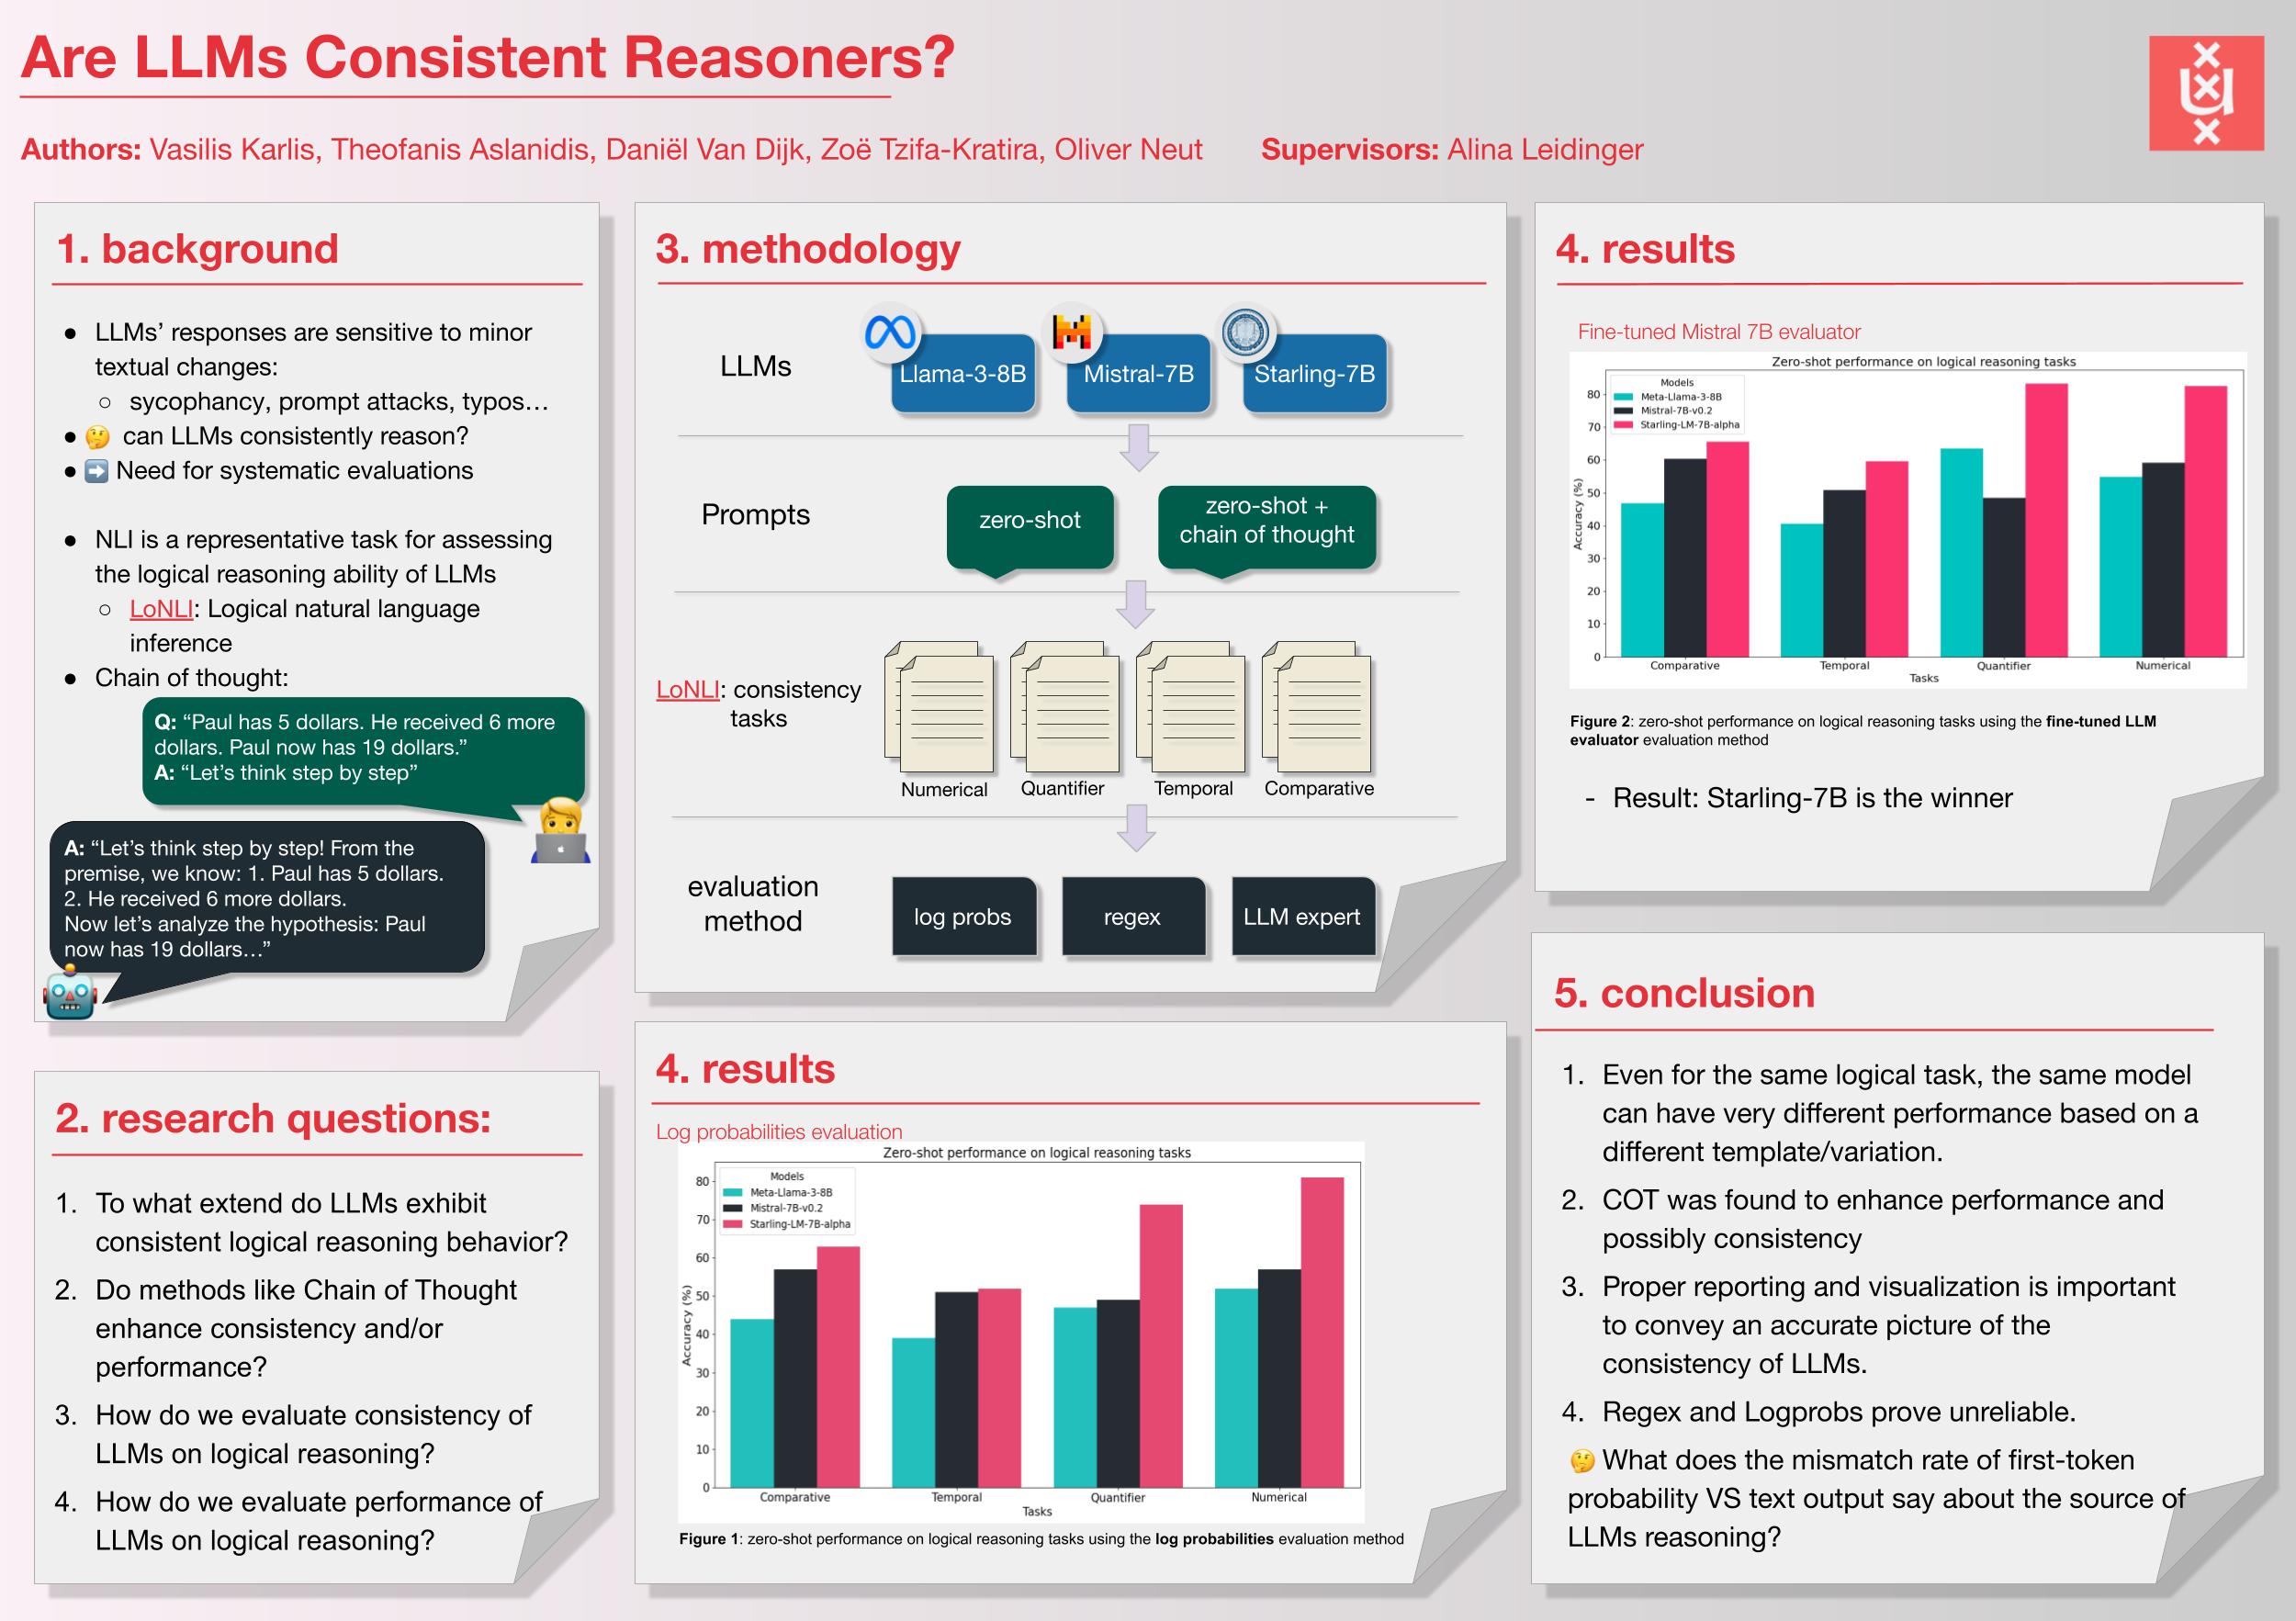 Are LLMs Consistent Reasoners?
Authors: Vasilis Karlis, Theofanis Aslanidis, Daniël Van Dijk, Zoë Tzifa-Kratira, Oliver Neut
Supervisors: Alina Leidinger
1. background
● LLMs’ responses are sensitive to minor
textual changes:
○ sycophancy, prompt attacks, typos…
● 🤔 can LLMs consistently reason?
● ➡️ Need for systematic evaluations
● NLI is a representative task for assessing
the logical reasoning ability of LLMs
○ LoNLI: Logical natural language
inference
● Chain of thought:
Q: “Paul has 5 dollars. He received 6 more
dollars. Paul now has 19 dollars.”
A: “Let’s think step by step”
A: “Let’s think step by step! From the
premise, we know: 1. Paul has 5 dollars.
2. He received 6 more dollars.
Now let’s analyze the hypothesis: Paul
now has 19 dollars…”
2. research questions:
1. To what extend do LLMs exhibit
consistent logical reasoning behavior?
2. Do methods like Chain of Thought
enhance consistency and/or
performance?
3. How do we evaluate consistency of
LLMs on logical reasoning?
4. How do we evaluate performance of
LLMs on logical reasoning?
3. methodology
LLMs
Llama-3-8B
Mistral-7B
Starling-7B
Prompts
zero-shot
zero-shot +
chain of thought
LoNLI: consistency
tasks
Numerical
Quantifier
Temporal
Comparative
evaluation
method
log probs
regex
LLM expert
4. results
Log probabilities evaluation
Zero-shot performance on logical reasoning tasks
Models
Meta-Llama-3-8B
Mistral-7B-v0.2
Starling-LM-7B-alpha
Accuracy (%)
80
70
60
50
40
30
20
10
0
Comparative
Temporal
Quantifier
Numerical
Tasks
Figure 1: zero-shot performance on logical reasoning tasks using the log probabilities evaluation method
4. results
Fine-tuned Mistral 7B evaluator
Zero-shot performance on logical reasoning tasks
Models
Meta-Llama-3-8B
Mistral-7B-v0.2
Starling-LM-7B-alpha
Accuracy (%)
80
70
60
50
40
30
20
10
0
Comparative
Temporal
Quantifier
Numerical
Tasks
Figure 2: zero-shot performance on logical reasoning tasks using the fine-tuned LLM
evaluator evaluation method
- Result: Starling-7B is the winner
5. conclusion
1. Even for the same logical task, the same model
can have very different performance based on a
different template/variation.
2. COT was found to enhance performance and
possibly consistency
3. Proper reporting and visualization is important
to convey an accurate picture of the
consistency of LLMs.
4. Regex and Logprobs prove unreliable.
🤔 What does the mismatch rate of first-token
probability VS text output say about the source of
LLMs reasoning?